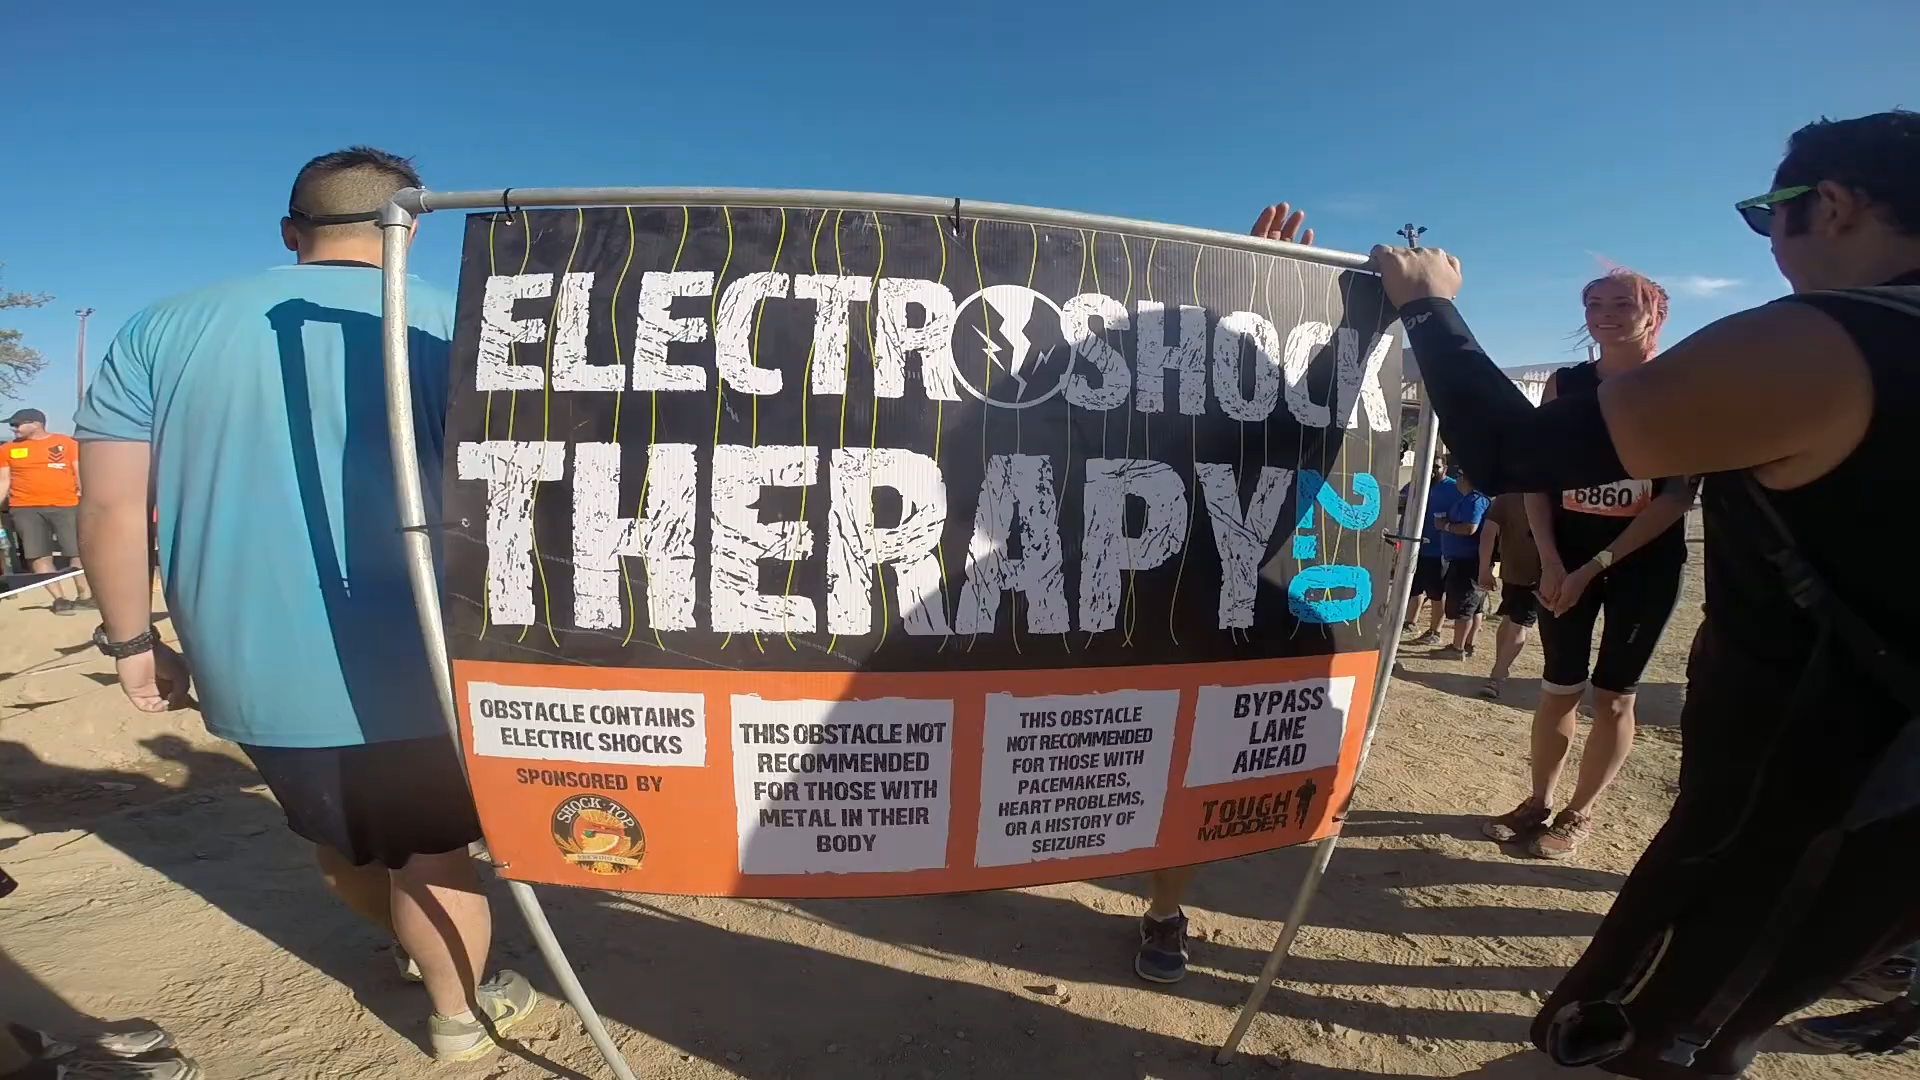 ELECTROSHOCK
THERAPY 2.0
OBSTACLE CONTAINS
ELECTRIC SHOCKS
SPONSORED BY
SHOCK TOP
BREWING CO.
THIS OBSTACLE NOT
RECOMMENDED
FOR THOSE WITH
METAL IN THEIR
BODY
THIS OBSTACLE
NOT RECOMMENDED
FOR THOSE WITH
PACEMAKERS,
HEART PROBLEMS,
OR A HISTORY OF
SEIZURES
BYPASS
LANE
AHEAD
TOUGH
MUDDER
6860